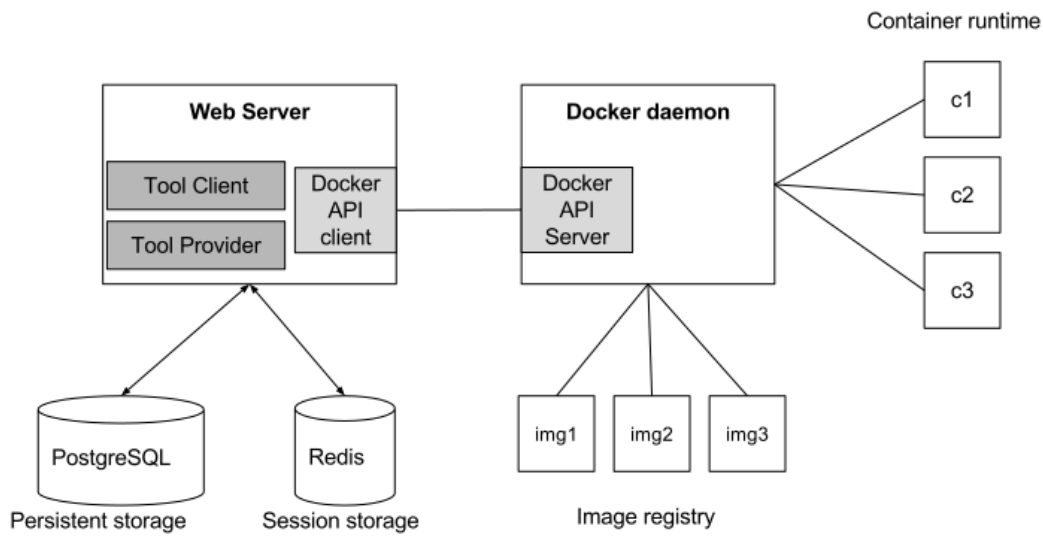 Container runtime
Web Server
Docker daemon
c1
Tool Client
Docker
API
client
Docker
API
Server
c2
Tool Provider
c3
img1
img2
img3
PostgreSQL
Redis
Persistent storage
Session storage
Image registry